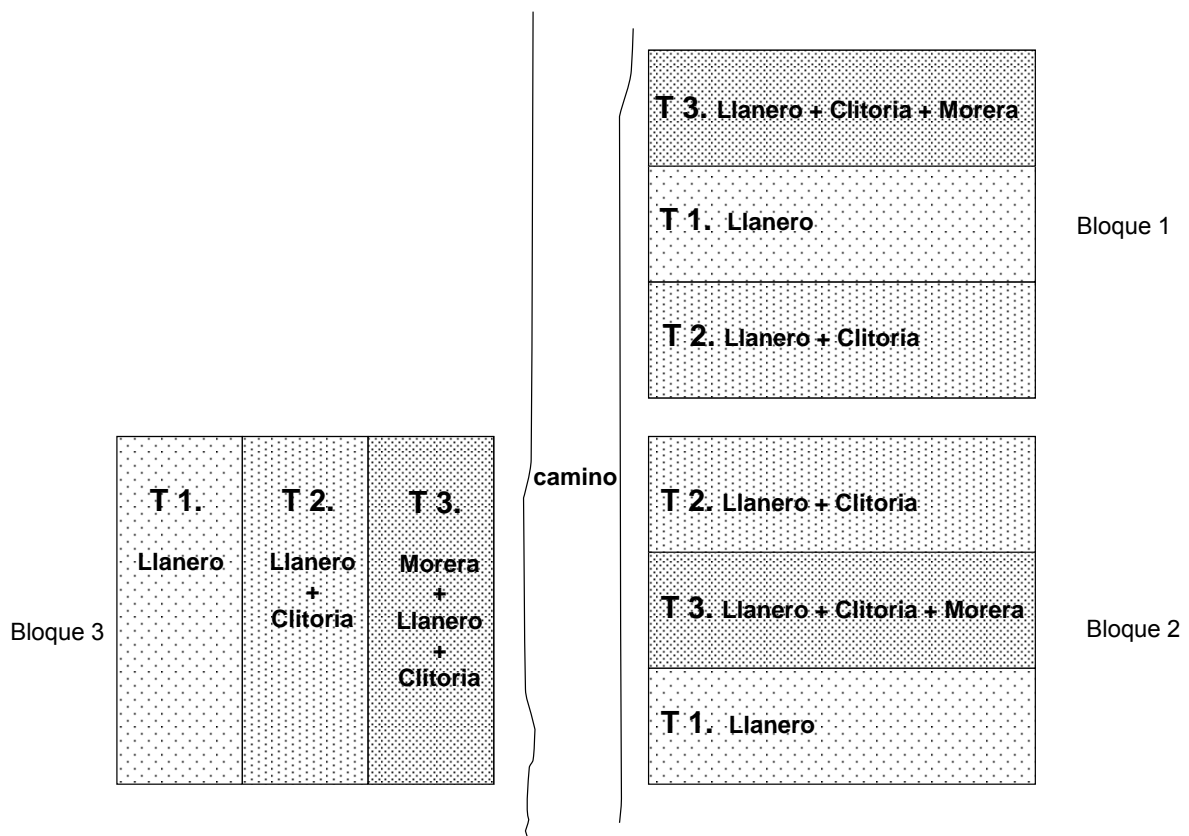 T 3. Llanero + Clitoria + Morera
T 1. Llanero
Bloque 1
T 2. Llanero + Clitoria
camino
T 2. Llanero + Clitoria
T 3. Llanero + Clitoria + Morera
Bloque 2
T 1. Llanero
T 1.
Llanero
T 2.
Llanero
+
Clitoria
T 3.
Morera
+
Llanero
+
Clitoria
Bloque 3